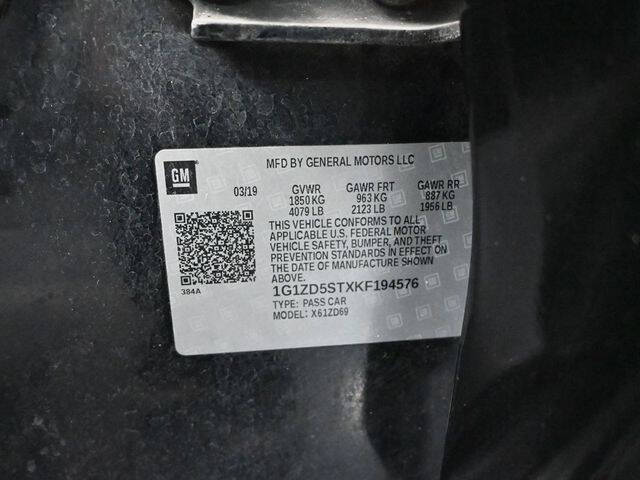 GM
MFD BY GENERAL MOTORS LLC
03/19 GVWR GAWR FRT GAWR RR
1850 KG 963 KG 887 KG
4079 LB 2123 LB 1956 LB
THIS VEHICLE CONFORMS TO ALL
APPLICABLE U.S. FEDERAL MOTOR
VEHICLE SAFETY, BUMPER, AND THEFT
PREVENTION STANDARDS IN EFFECT ON
THE DATE OF MANUFACTURE SHOWN
ABOVE.
384A
1G1ZD5STXKF194576
TYPE: PASS CAR
MODEL: X61ZD69